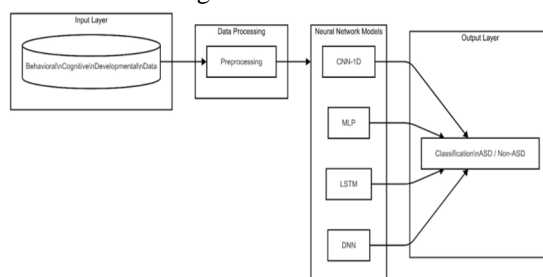 Input Layer
Behavioral\nCognitive\nDevelopmental\nData
Data Processing
Preprocessing
Neural Network Models
CNN-1D
MLP
LSTM
DNN
Output Layer
Classification\nASD / Non-ASD